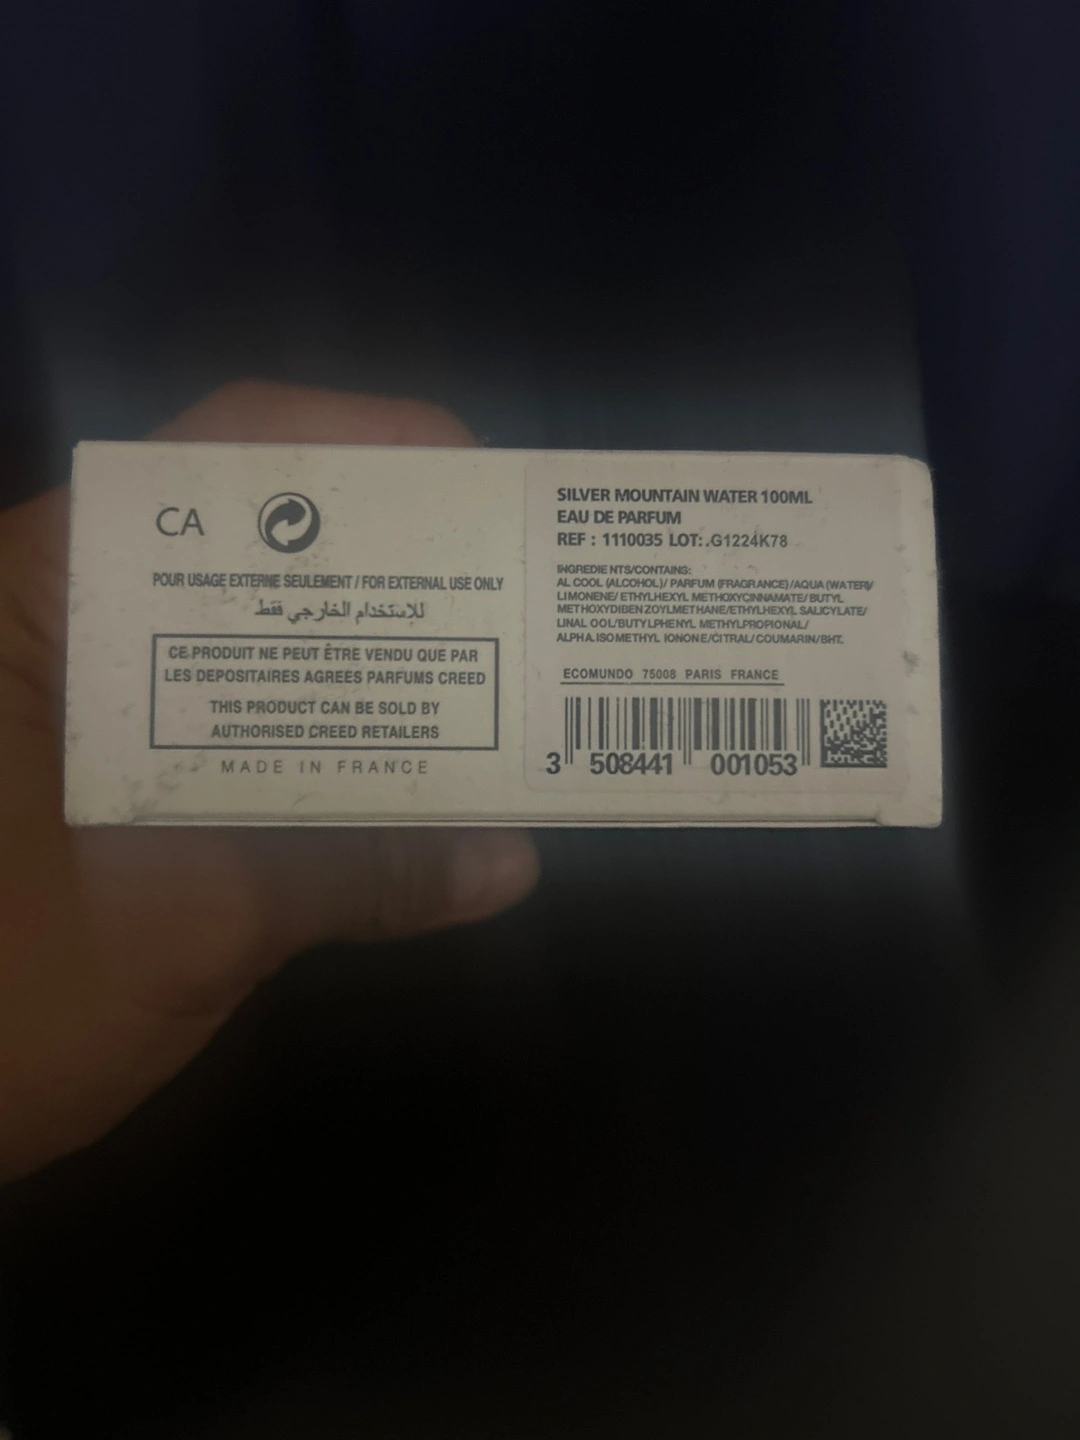 CA
POUR USAGE EXTERNE SEULEMENT / FOR EXTERNAL USE ONLY
للاستخدام الخارجي فقط
CE PRODUIT NE PEUT ÊTRE VENDU QUE PAR
LES DEPOSITAIRES AGREES PARFUMS CREED
THIS PRODUCT CAN BE SOLD BY
AUTHORISED CREED RETAILERS
MADE IN FRANCE
SILVER MOUNTAIN WATER 100ML
EAU DE PARFUM
REF : 1110035 LOT: .G1224K78
INGREDIE NTS/CONTAINS:
AL COOL (ALCOHOL)/ PARFUM (FRAGRANCE)/AQUA (WATER)/
LIMONENE/ ETHYLHEXYL METHOXYCINNAMATE/ BUTYL
METHOXYDIBEN ZOYLMETHANE/ETHYLHEXYL SALICYLATE/
LINAL OOL/BUTYLPHENYL METHYLPROPIONAL/
ALPHA.ISOMETHYL IONONE/CITRAL/ COUMARIN/BHT.
ECOMUNDO 75008 PARIS FRANCE
3 508441 001053